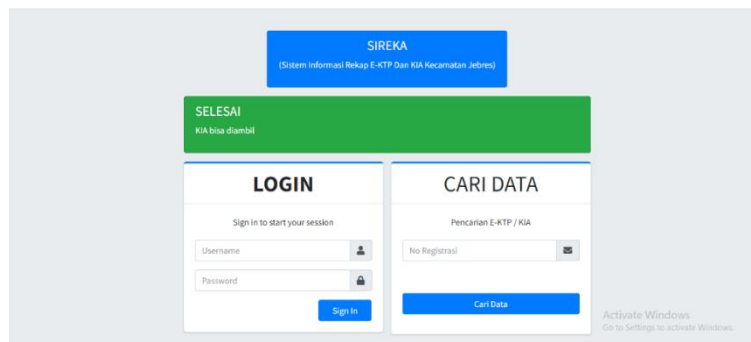 SIREKA
(Sistem Informasi Rekap E-KTP Dan KIA Kecamatan Jebres)
SELESAI
KIA bisa diambil
LOGIN
Sign in to start your session
Username
Password
Sign In
CARI DATA
Pencarian E-KTP / KIA
No Registrasi
Cari Data
Activate Windows
Go to Settings to activate Windows.